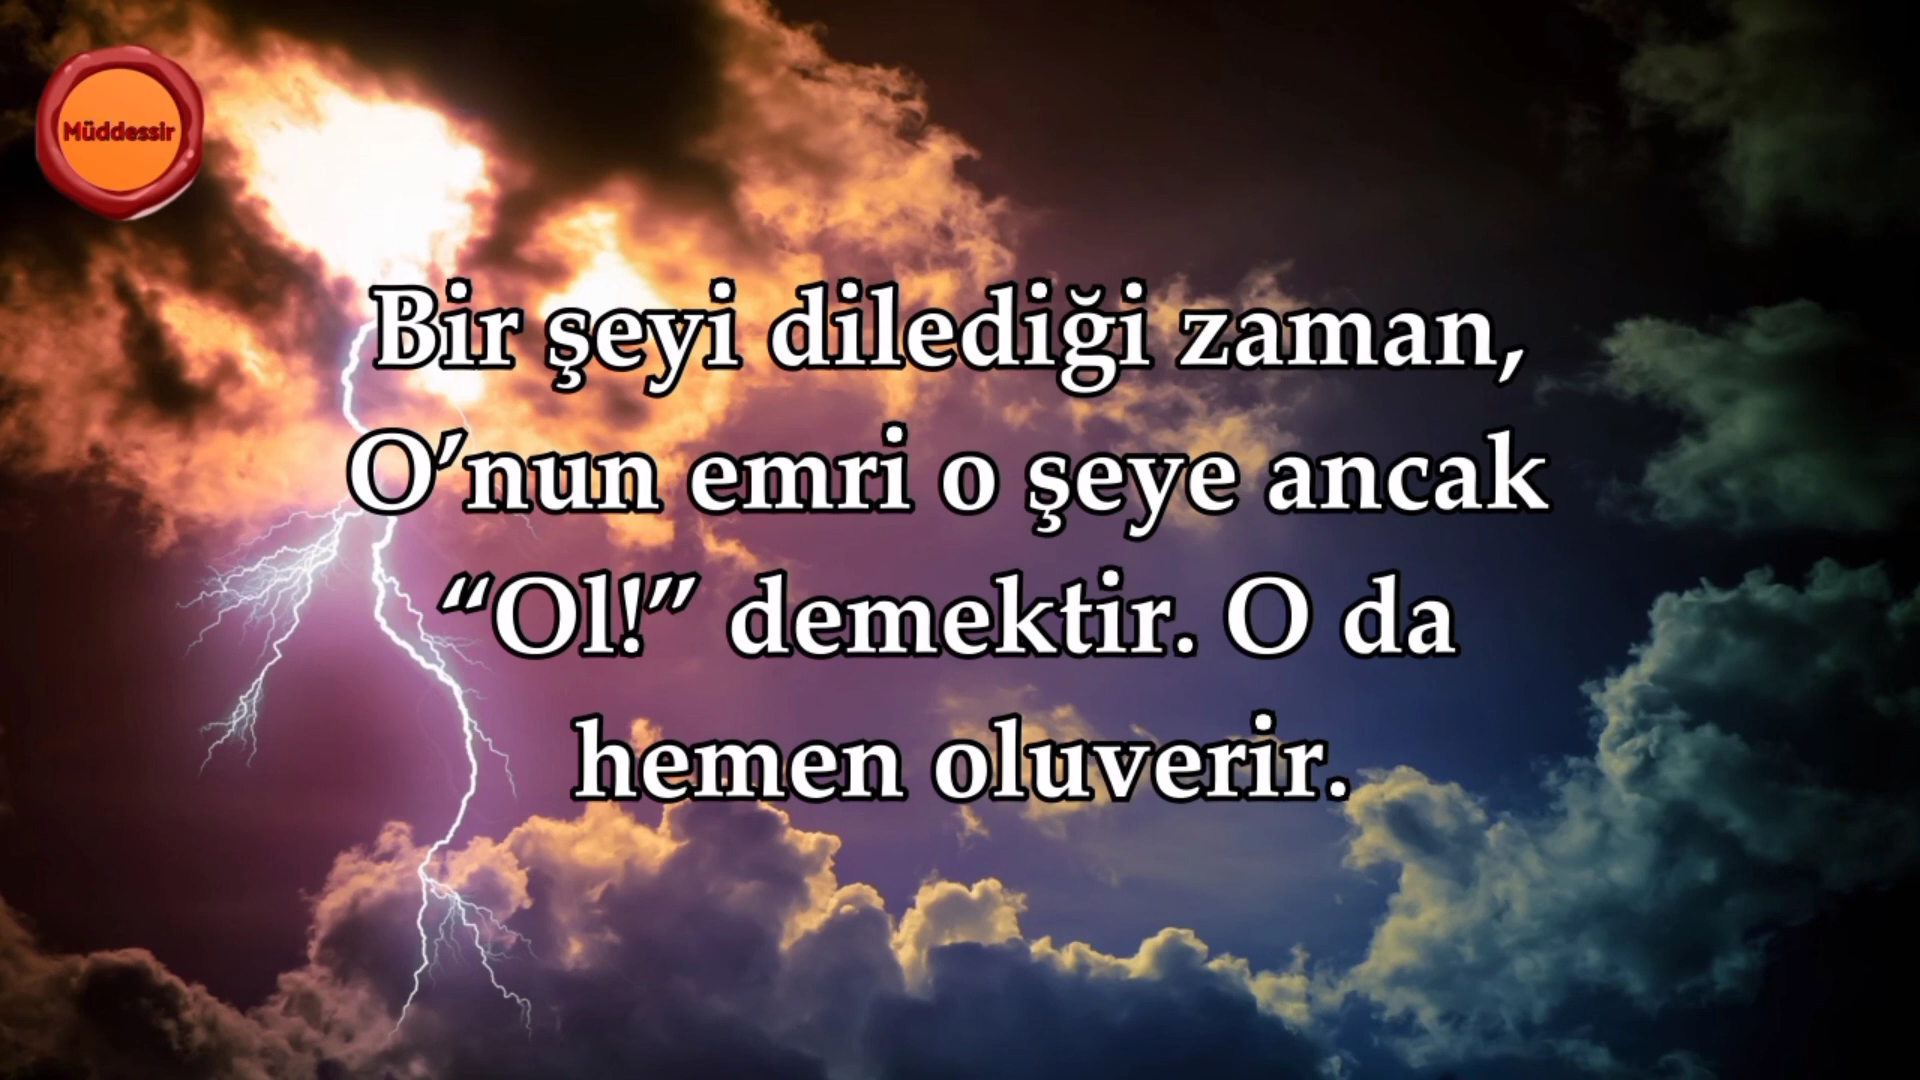 Müddessir
Bir şeyi dilediği zaman,
O’nun emri o şeye ancak
“Ol!” demektir. O da
hemen oluverir.